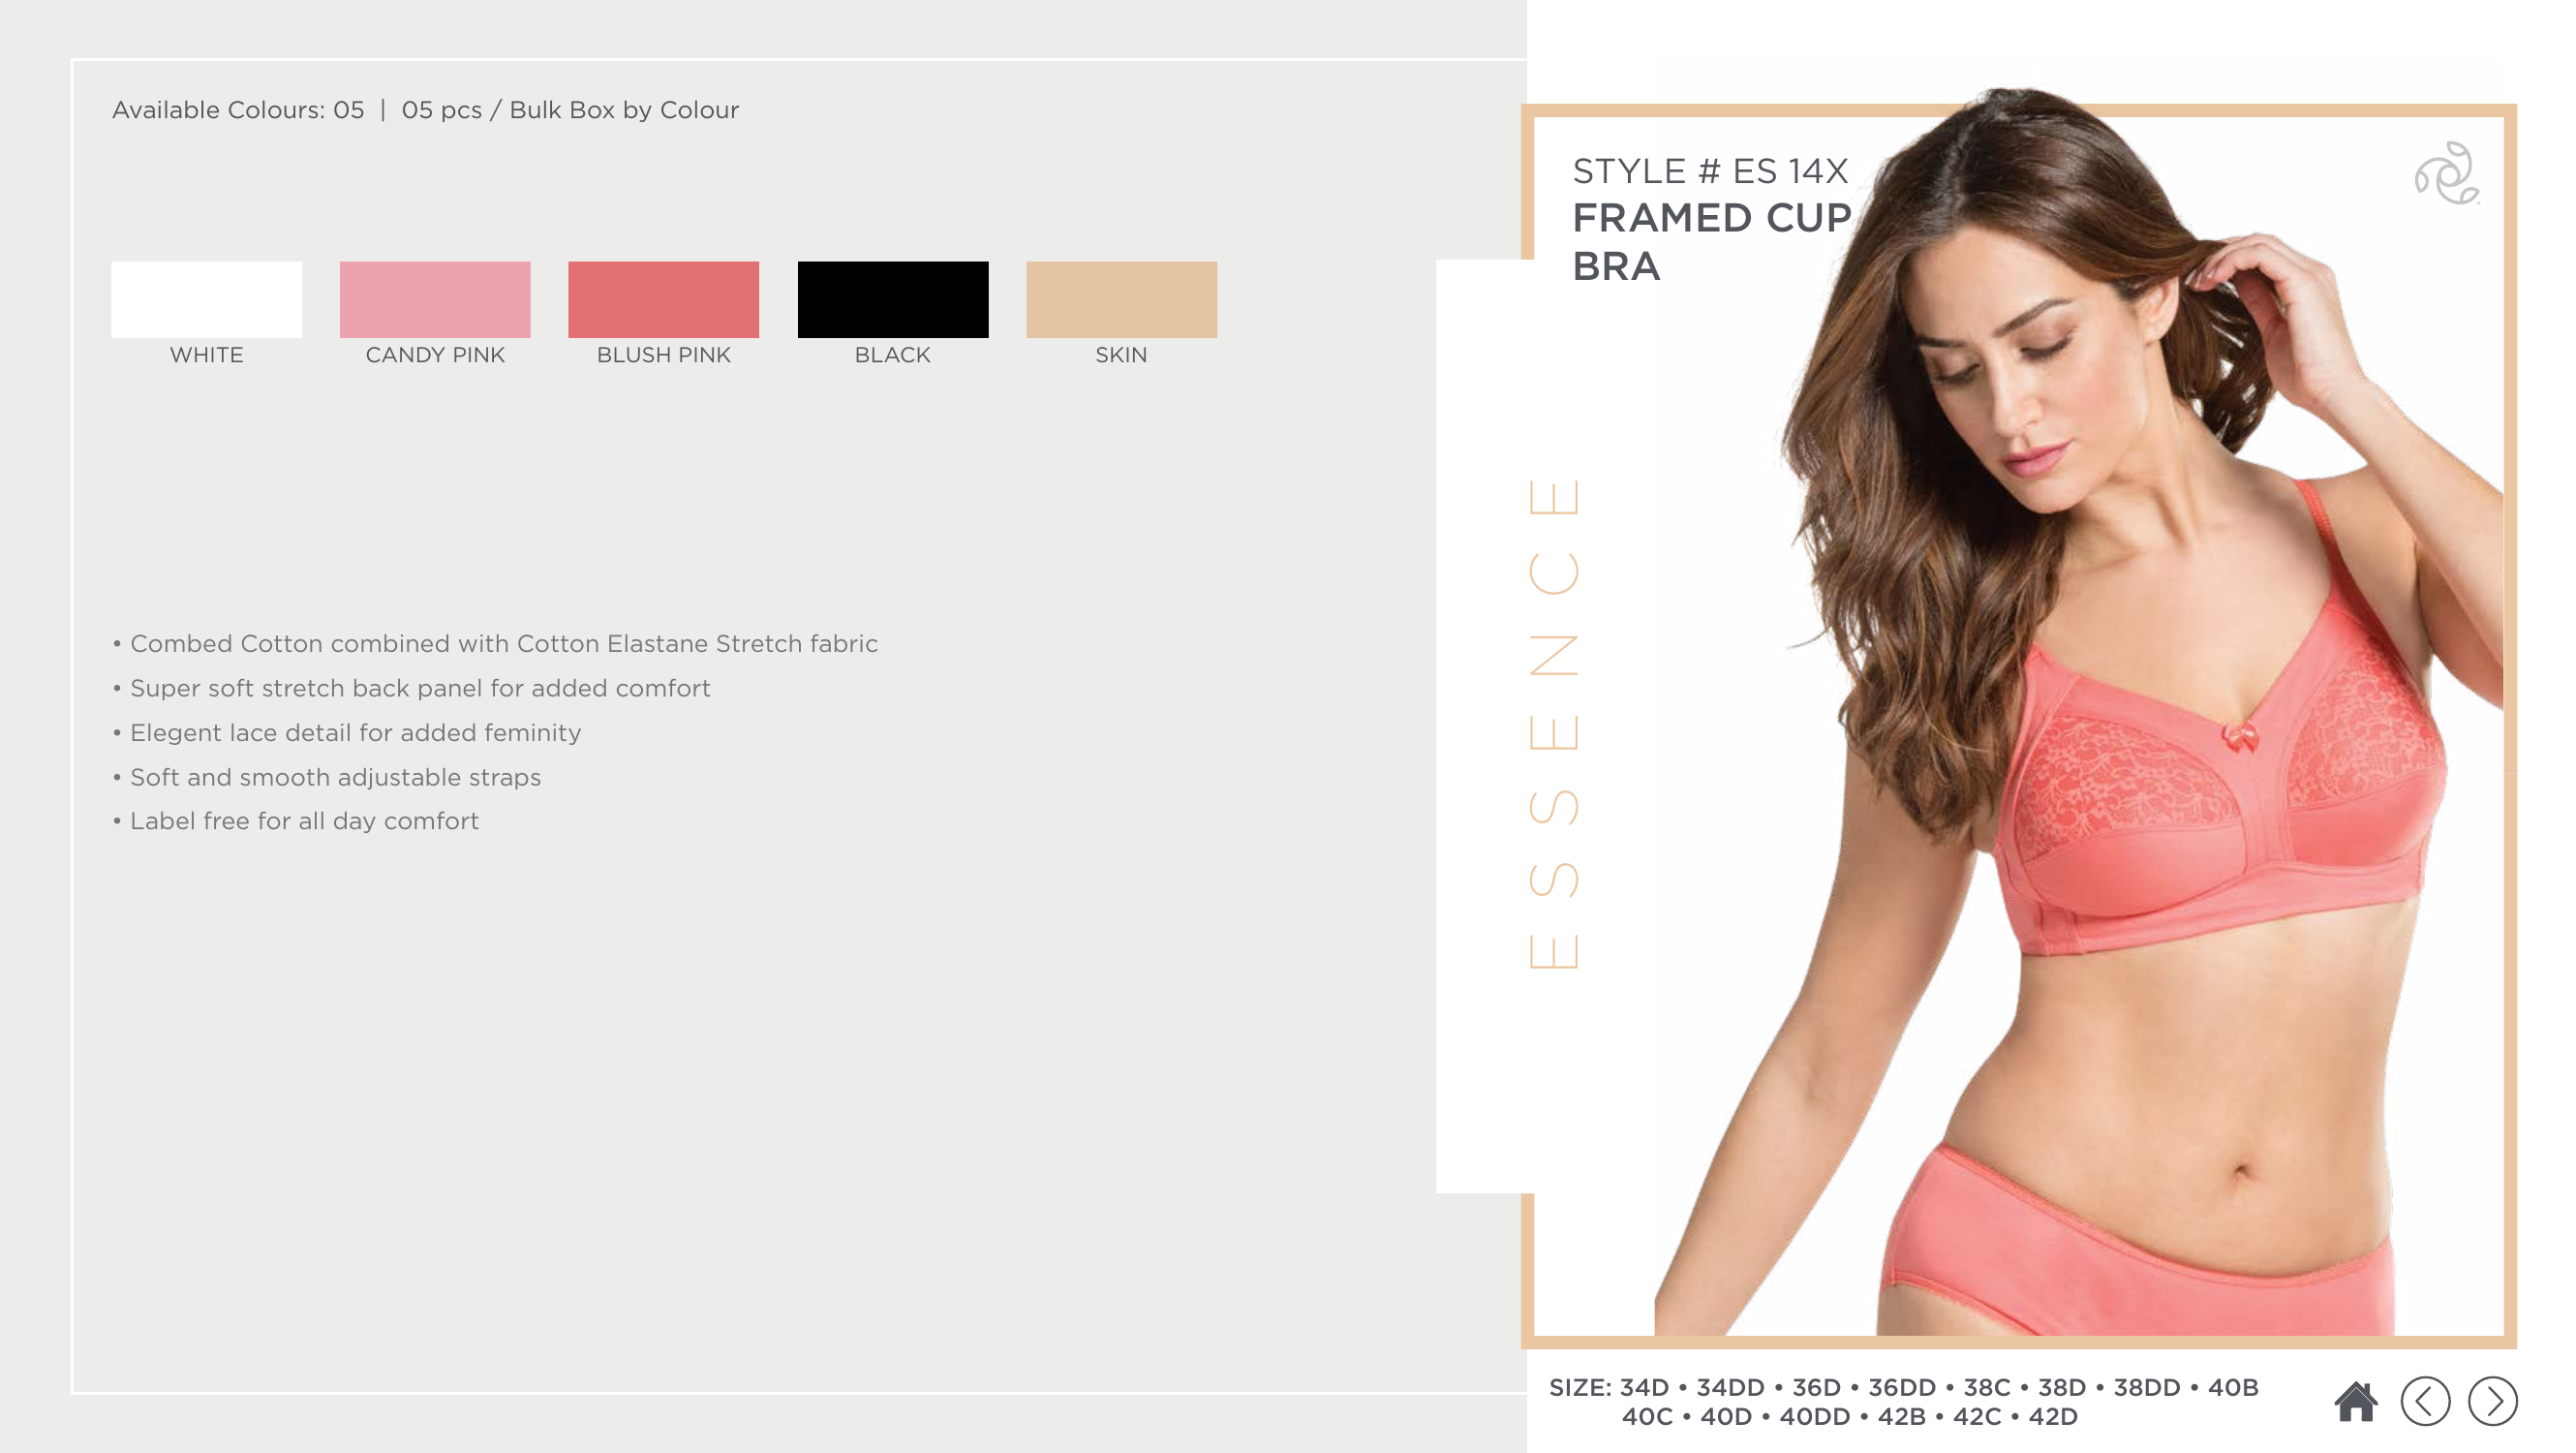 Available Colours: 05 | 05 pcs / Bulk Box by Colour
WHITE
CANDY PINK
BLUSH PINK
BLACK
SKIN
• Combed Cotton combined with Cotton Elastane Stretch fabric
• Super soft stretch back panel for added comfort
• Elegent lace detail for added feminity
• Soft and smooth adjustable straps
• Label free for all day comfort
STYLE # ES 14X
FRAMED CUP
BRA
ESSENCE
SIZE: 34D • 34DD • 36D • 36DD • 38C • 38D • 38DD • 40B
40C • 40D • 40DD • 42B • 42C • 42D